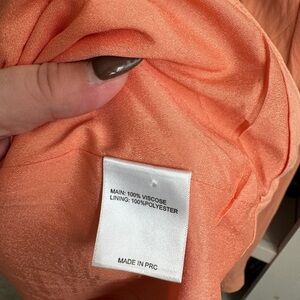 MAIN: 100% VISCOSE
LINING: 100%POLYESTER
MADE IN PRC